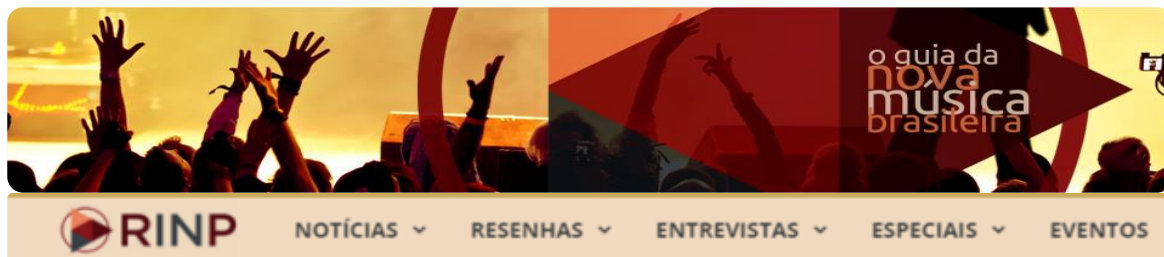 o guia da
nova
música
brasileira
RINP NOTÍCIAS RESENHAS ENTREVISTAS ESPECIAIS EVENTOS